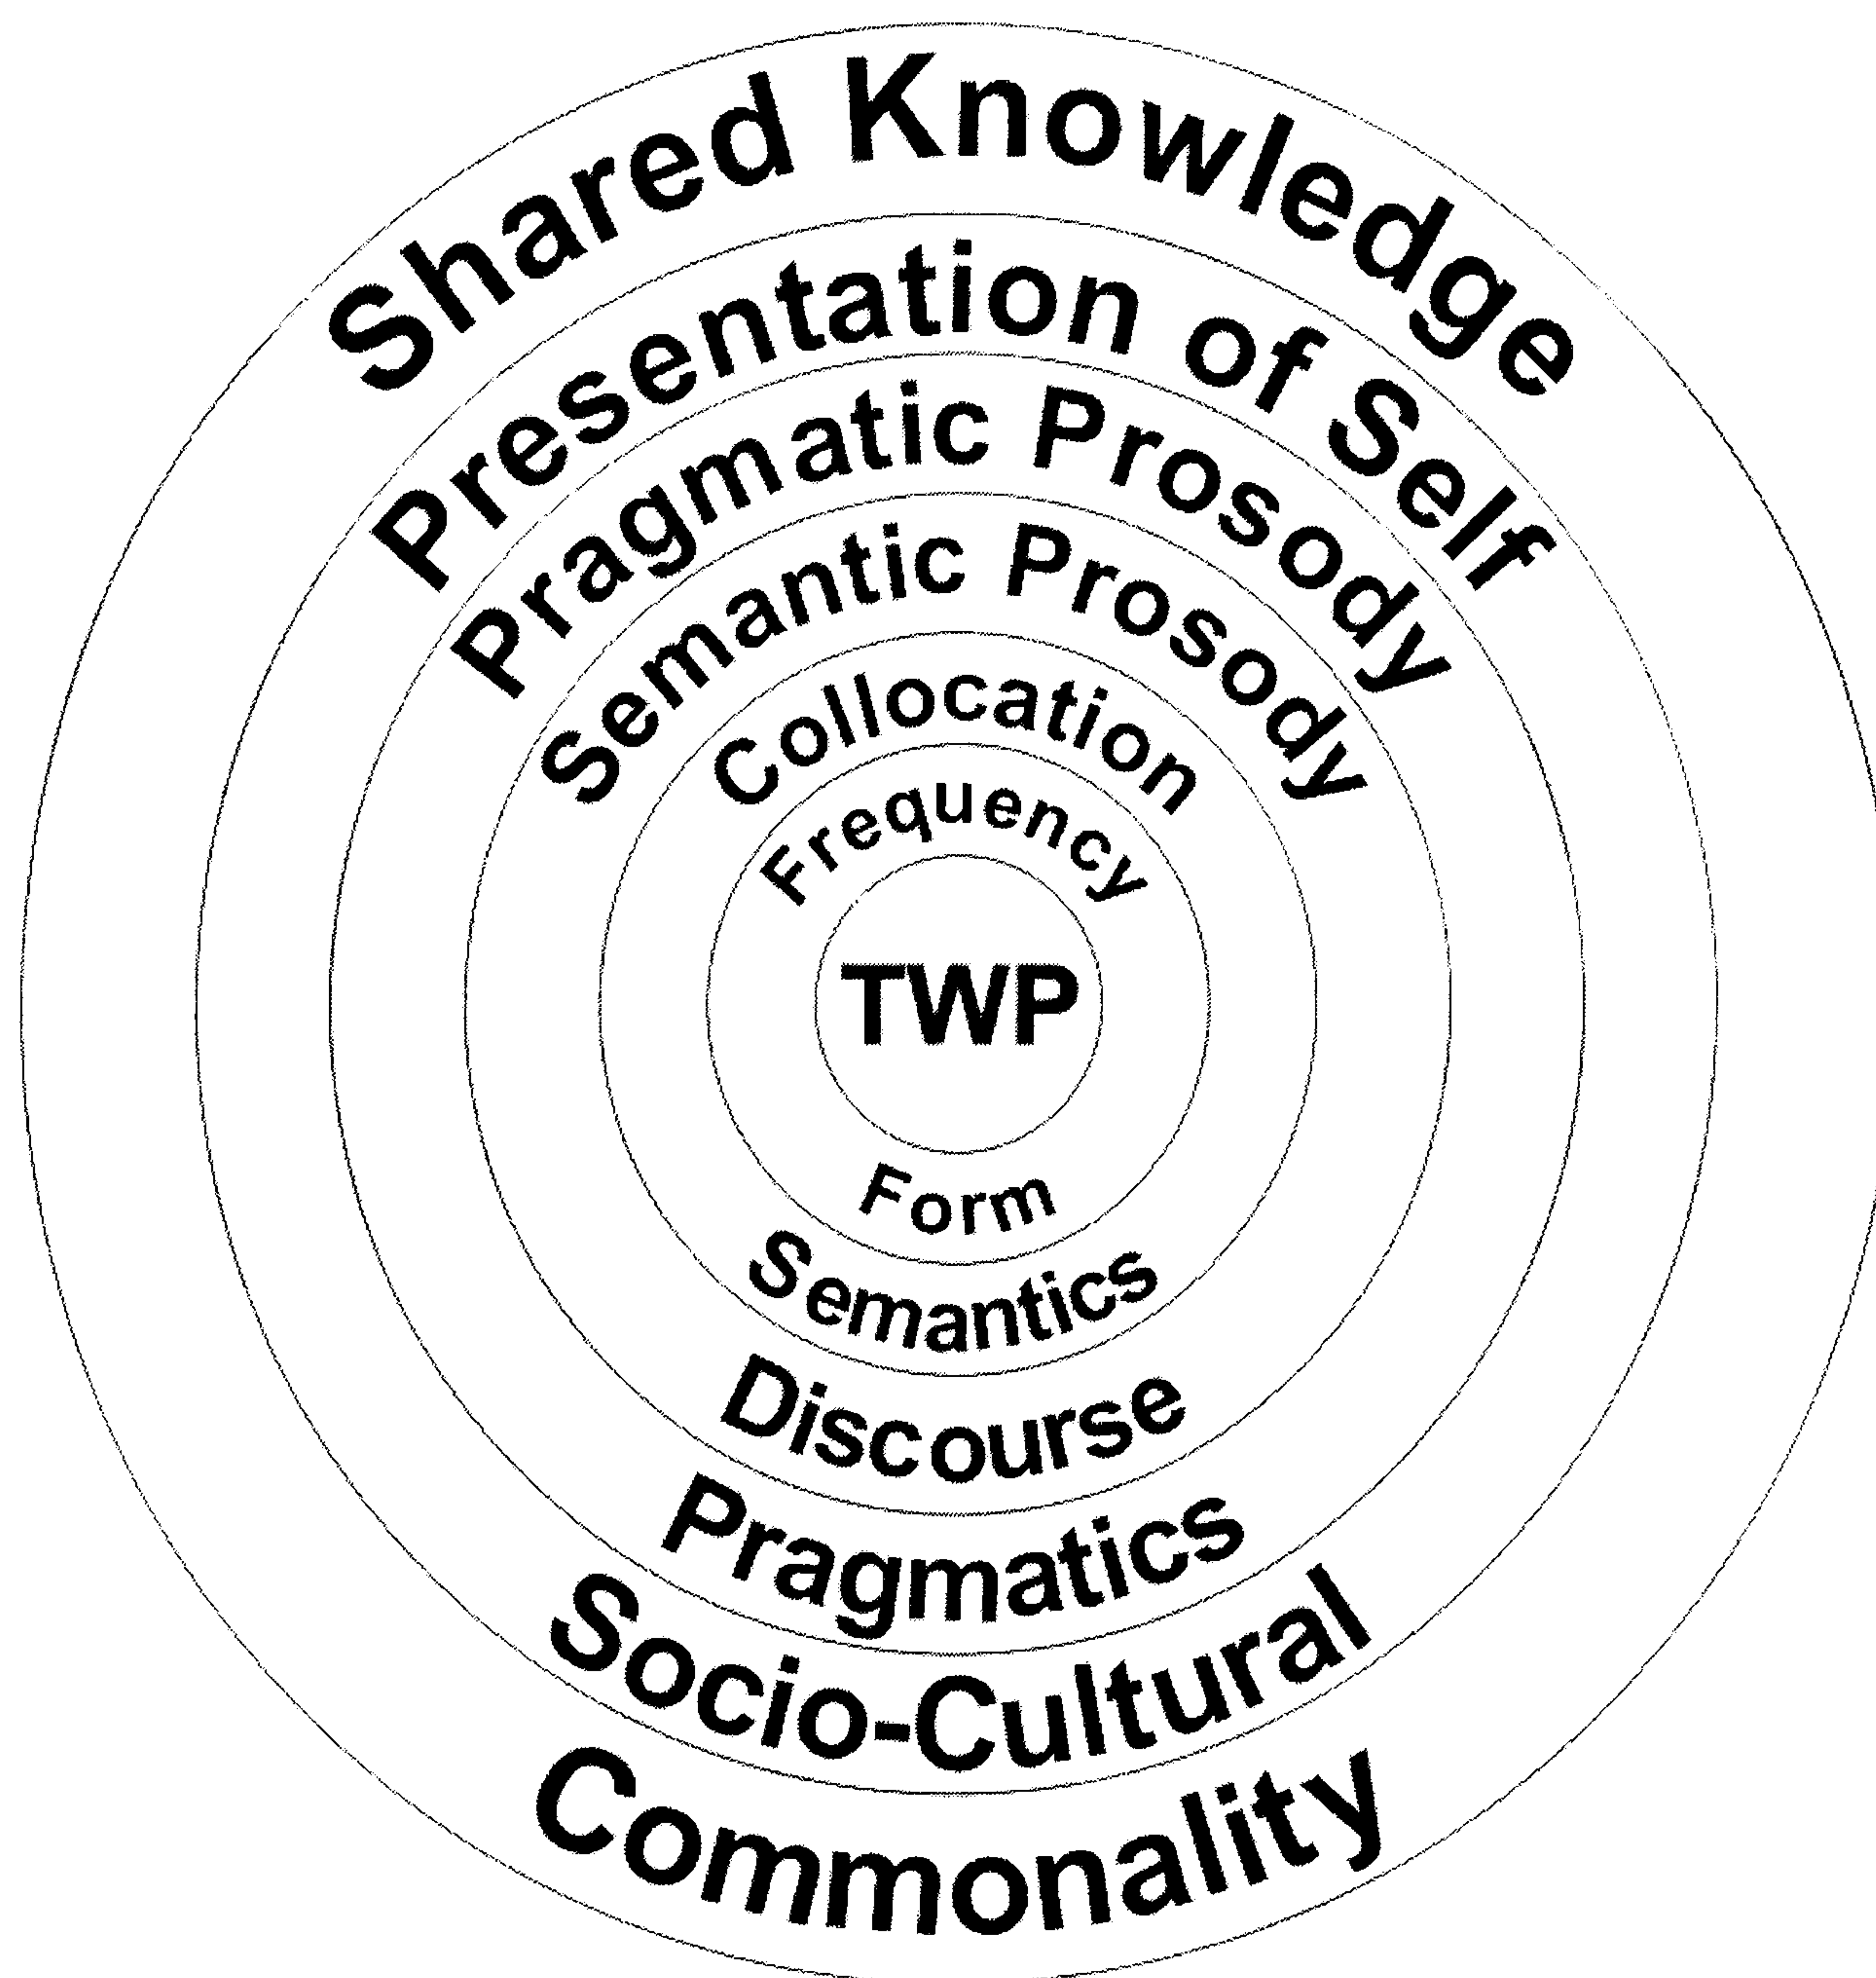 Shared Knowledge
Presentation of Self
Pragmatic Prosody
Semantic Prosody
Collocation
Frequency
TWP
Form
Semantics
Discourse
Pragmatics
Socio-Cultural
Commonality